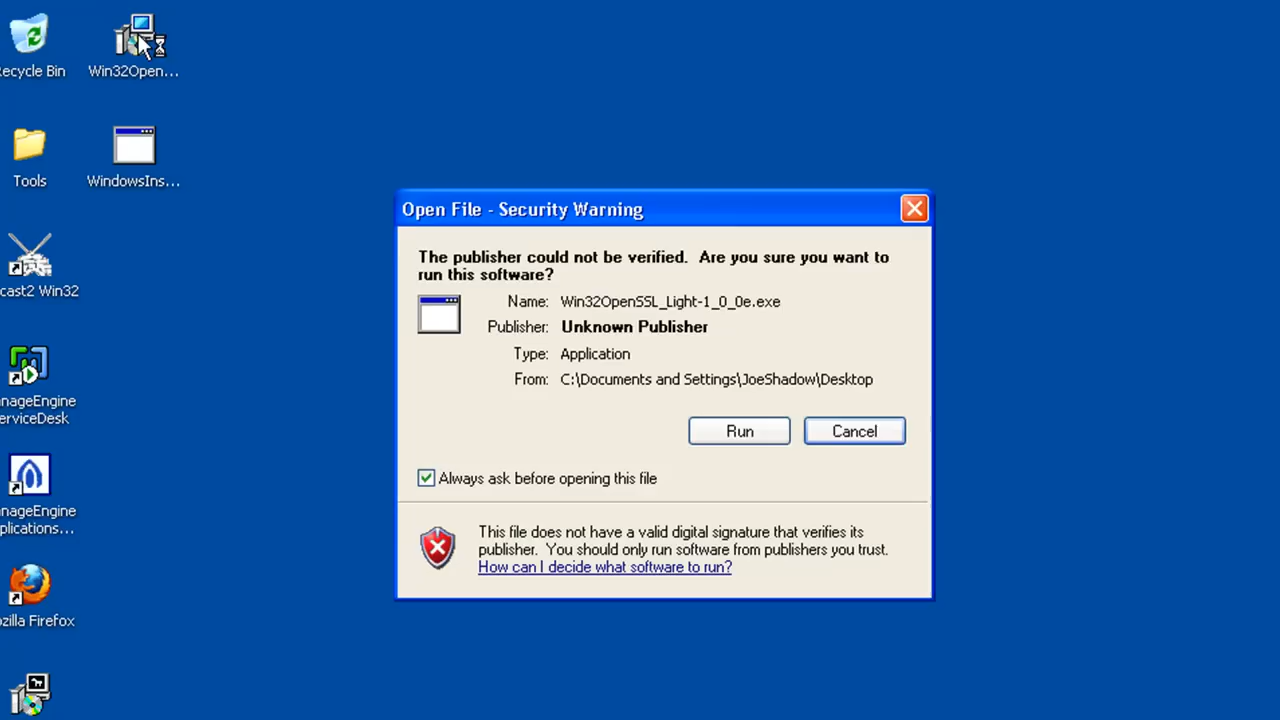 ecycle Bin
Win32Open...
Tools
WindowsIns...
cast2 Win32
nageEngine
erviceDesk
nageEngine
plications...
zilla Firefox
Open File - Security Warning
The publisher could not be verified.  Are you sure you want to
run this software?
Name: Win32OpenSSL_Light-1_0_0e.exe
Publisher: Unknown Publisher
Type: Application
From: C:\Documents and Settings\JoeShadow\Desktop
Run Cancel
Always ask before opening this file
This file does not have a valid digital signature that verifies its
publisher.  You should only run software from publishers you trust.
How can I decide what software to run?